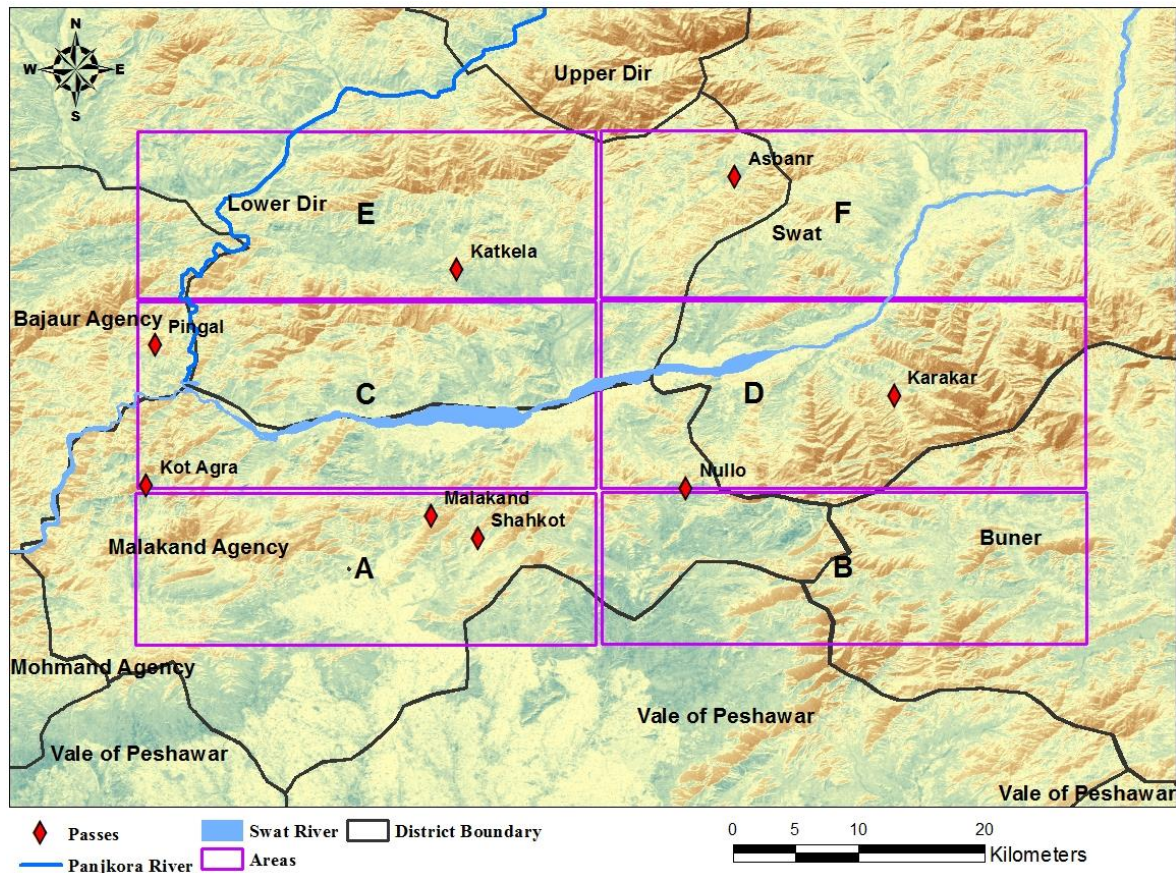 N
Upper Dir
W E
S
Asbanr
Lower Dir
E
F
Swat
Katkela
Bajaur Agency
Pingal
C
D
Karakar
Kot Agra
Nullo
Malakand
Shahkot
Malakand Agency
Buner
A
B
Mohmand Agency
Vale of Peshawar
Vale of Peshawar
Vale of Peshawar
Passes
Swat River
District Boundary
0 5 10 20
Kilometers
Panjkora River
Areas